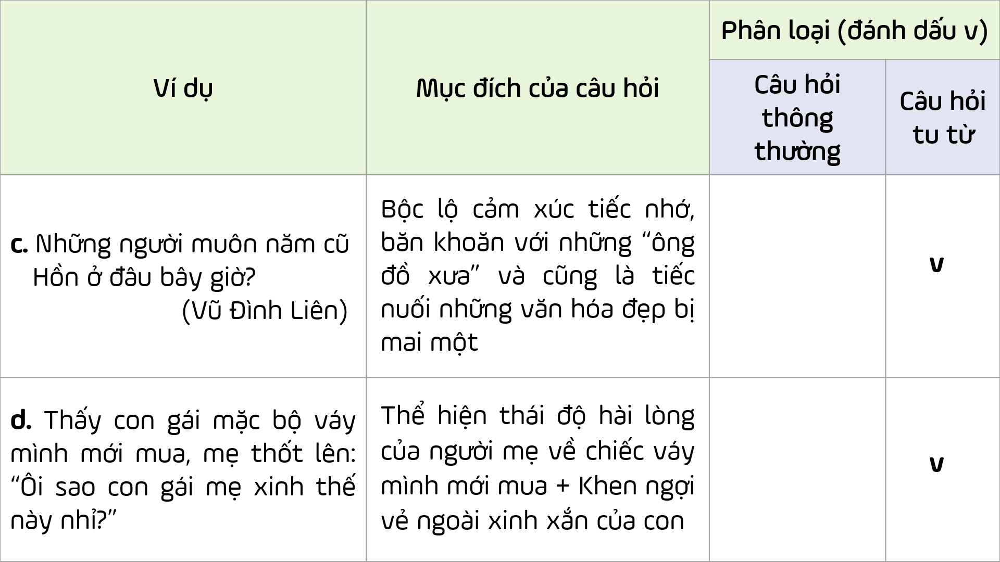 Ví dụ
Mục đích của câu hỏi
Phân loại (đánh dấu v)
Câu hỏi
thông
thường
Câu hỏi
tu từ
c. Những người muôn năm cũ
Hồn ở đâu bây giờ?
(Vũ Đình Liên)
Bộc lộ cảm xúc tiếc nhớ,
băn khoăn với những “ông
đồ xưa” và cũng là tiếc
nuối những văn hóa đẹp bị
mai một
v
d. Thấy con gái mặc bộ váy
mình mới mua, mẹ thốt lên:
“Ôi sao con gái mẹ xinh thế
này nhỉ?”
Thể hiện thái độ hài lòng
của người mẹ về chiếc váy
mình mới mua + Khen ngợi
vẻ ngoài xinh xắn của con
v